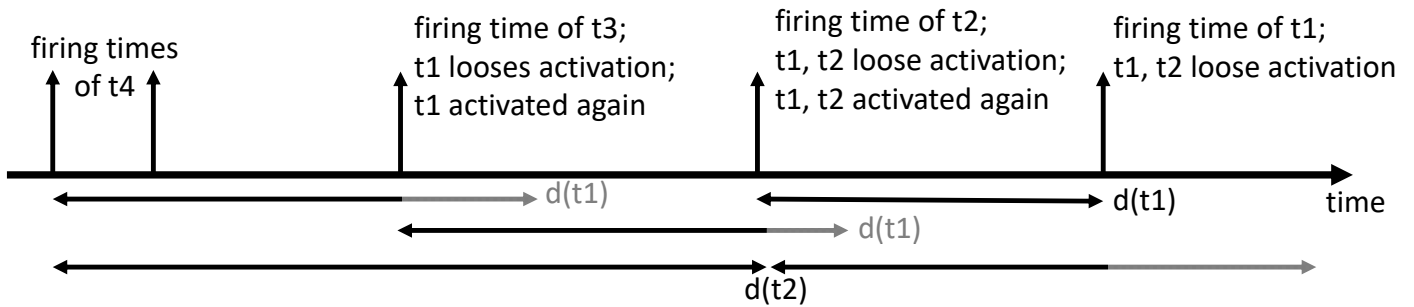 firing times
of t4
firing time of t3;
t1 looses activation;
t1 activated again
firing time of t2;
t1, t2 loose activation;
t1, t2 activated again
firing time of t1;
t1, t2 loose activation
d(t1)
d(t1)
time
d(t1)
d(t2)